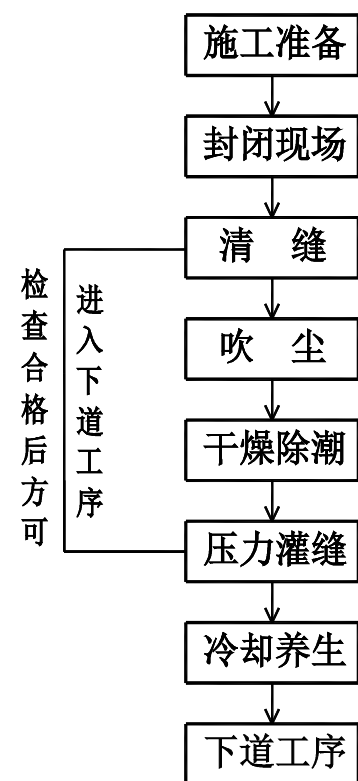 施工准备
封闭现场
清 缝
吹 尘
干燥除潮
压力灌缝
冷却养生
下道工序
检查合格后方可
进入下道工序